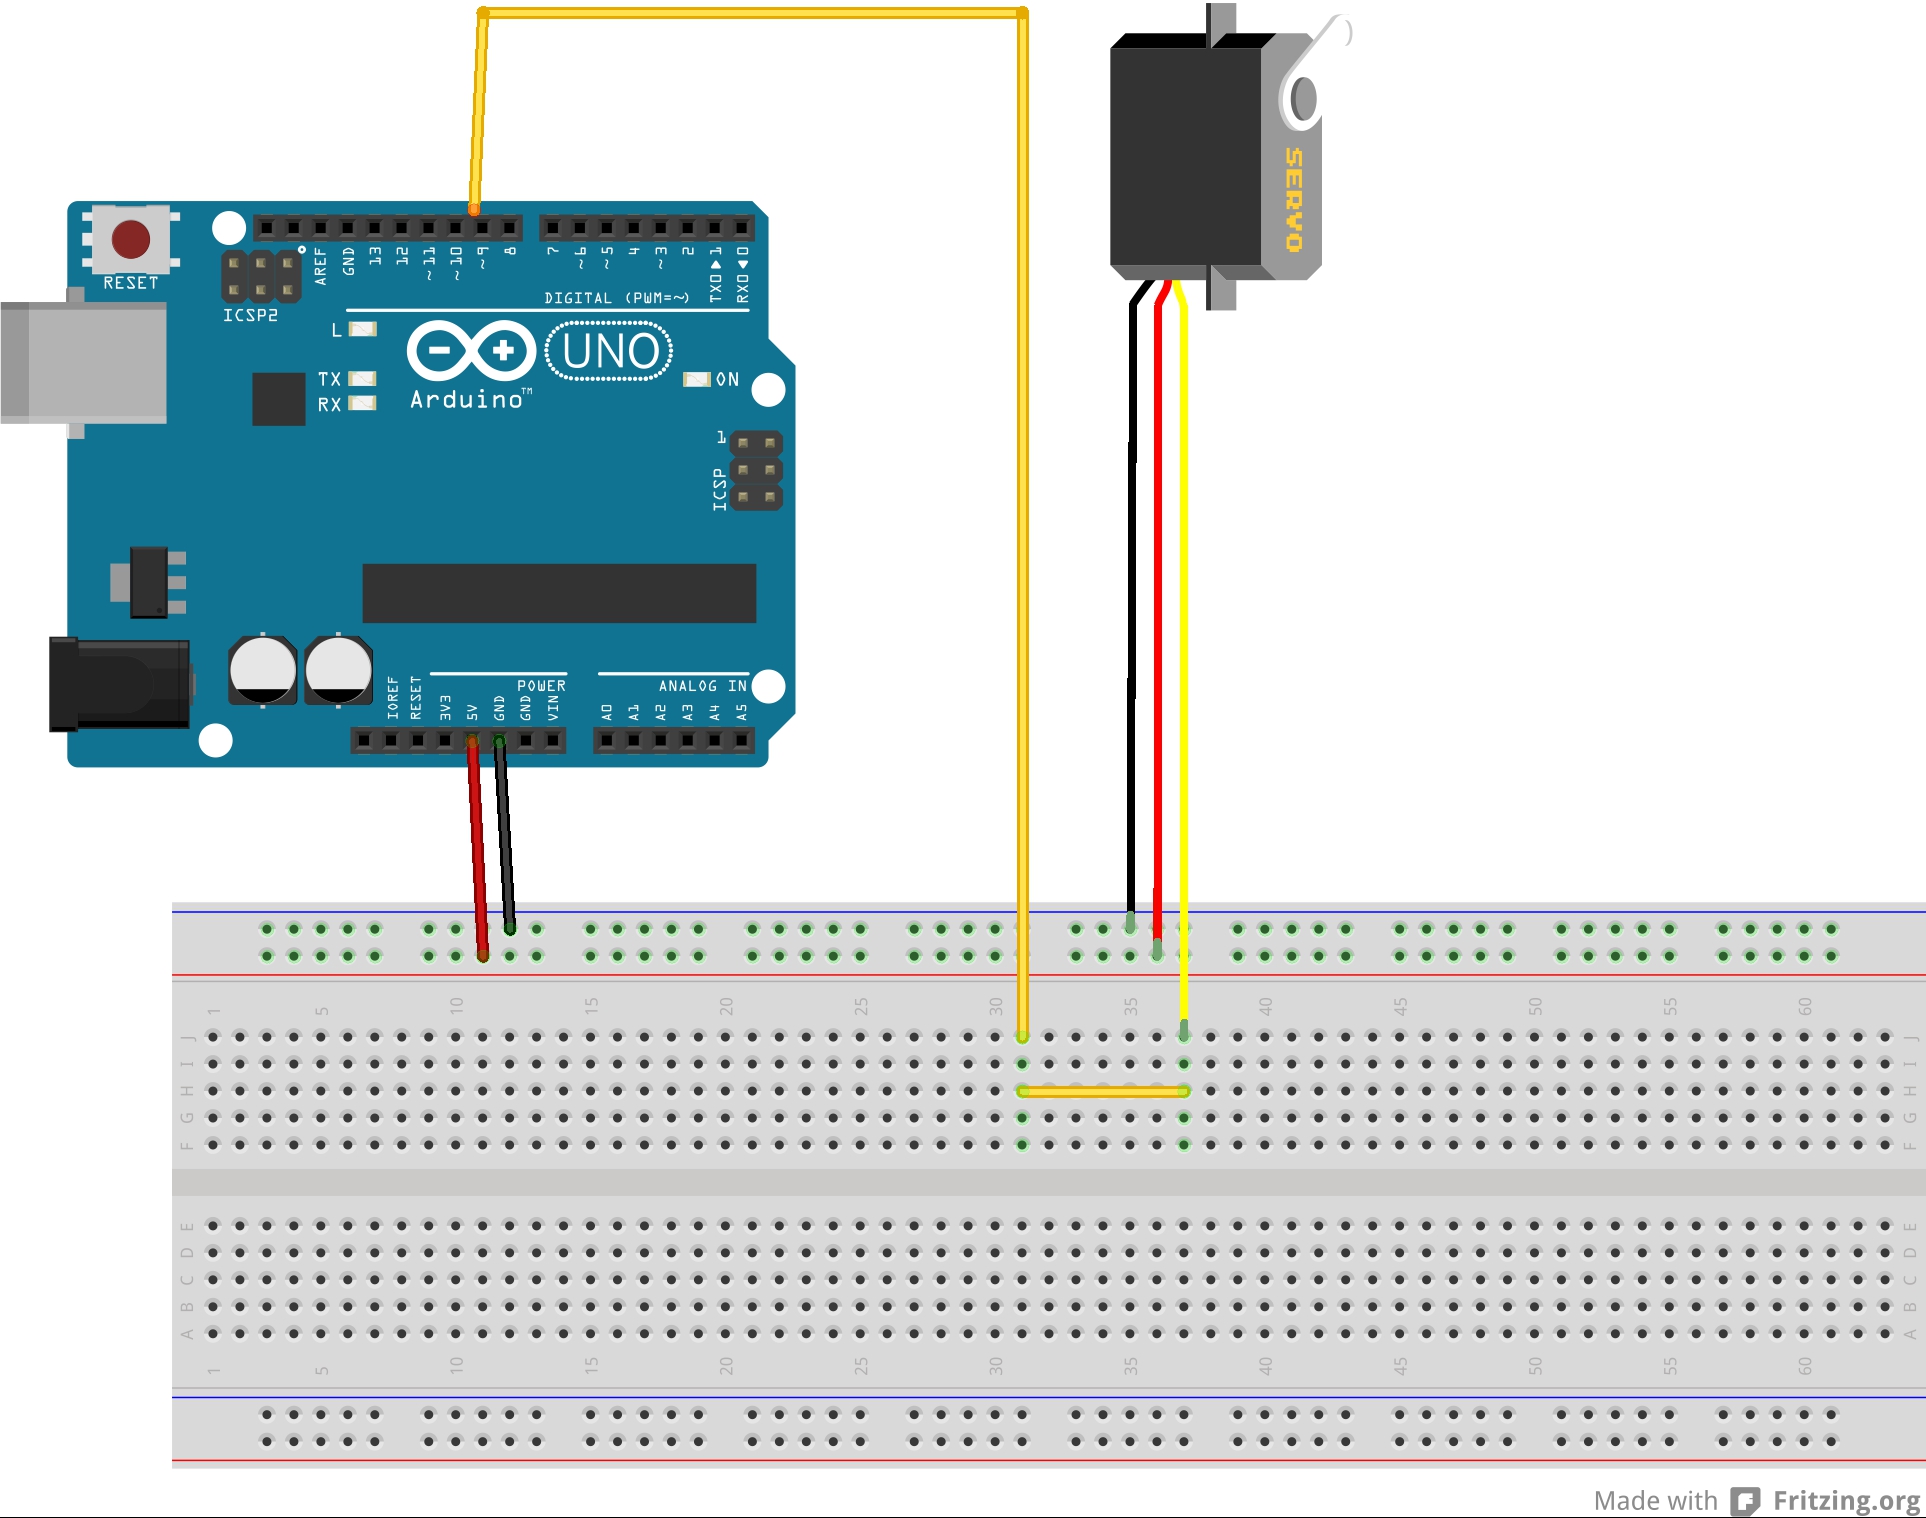 SERVO
RESET
ICSP2
AREF
GND
13
12
~11
~10
~9
8
7
~6
~5
4
~3
2
TX0▶1
RX0◀0
DIGITAL (PWM=~)
L
TX
RX
UNO
Arduino™
ON
1
ICSP
IOREF
RESET
3V3
5V
GND
GND
VIN
POWER
ANALOG IN
A0
A1
A2
A3
A4
A5
1 5 10 15 20 25 30 35 40 45 50 55 60
J J
I I
H H
G G
F F
E E
D D
C C
B B
A A
1 5 10 15 20 25 30 35 40 45 50 55 60
Made with Fritzing.org